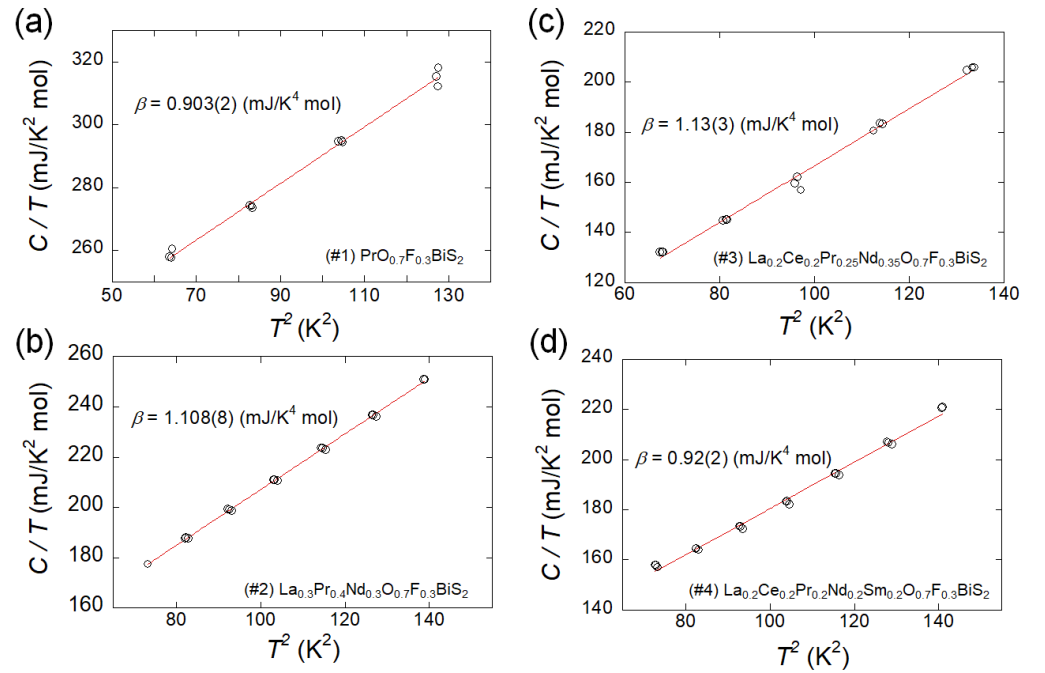 (a)
C / T (mJ/K² mol)
320
300
280
260
β = 0.903(2) (mJ/K⁴ mol)
(#1) PrO₀.₇F₀.₃BiS₂
50 70 90 110 130
T² (K²)
(c)
C / T (mJ/K² mol)
200
180
160
140
120
β = 1.13(3) (mJ/K⁴ mol)
(#3) La₀.₂Ce₀.₂Pr₀.₂₅Nd₀.₃₅O₀.₇F₀.₃BiS₂
60 80 100 120 140
T² (K²)
(b)
C / T (mJ/K² mol)
260
240
220
200
180
160
β = 1.108(8) (mJ/K⁴ mol)
(#2) La₀.₃Pr₀.₄Nd₀.₃O₀.₇F₀.₃BiS₂
80 100 120 140
T² (K²)
(d)
C / T (mJ/K² mol)
240
220
200
180
160
140
β = 0.92(2) (mJ/K⁴ mol)
(#4) La₀.₂Ce₀.₂Pr₀.₂Nd₀.₂Sm₀.₂O₀.₇F₀.₃BiS₂
80 100 120 140
T² (K²)